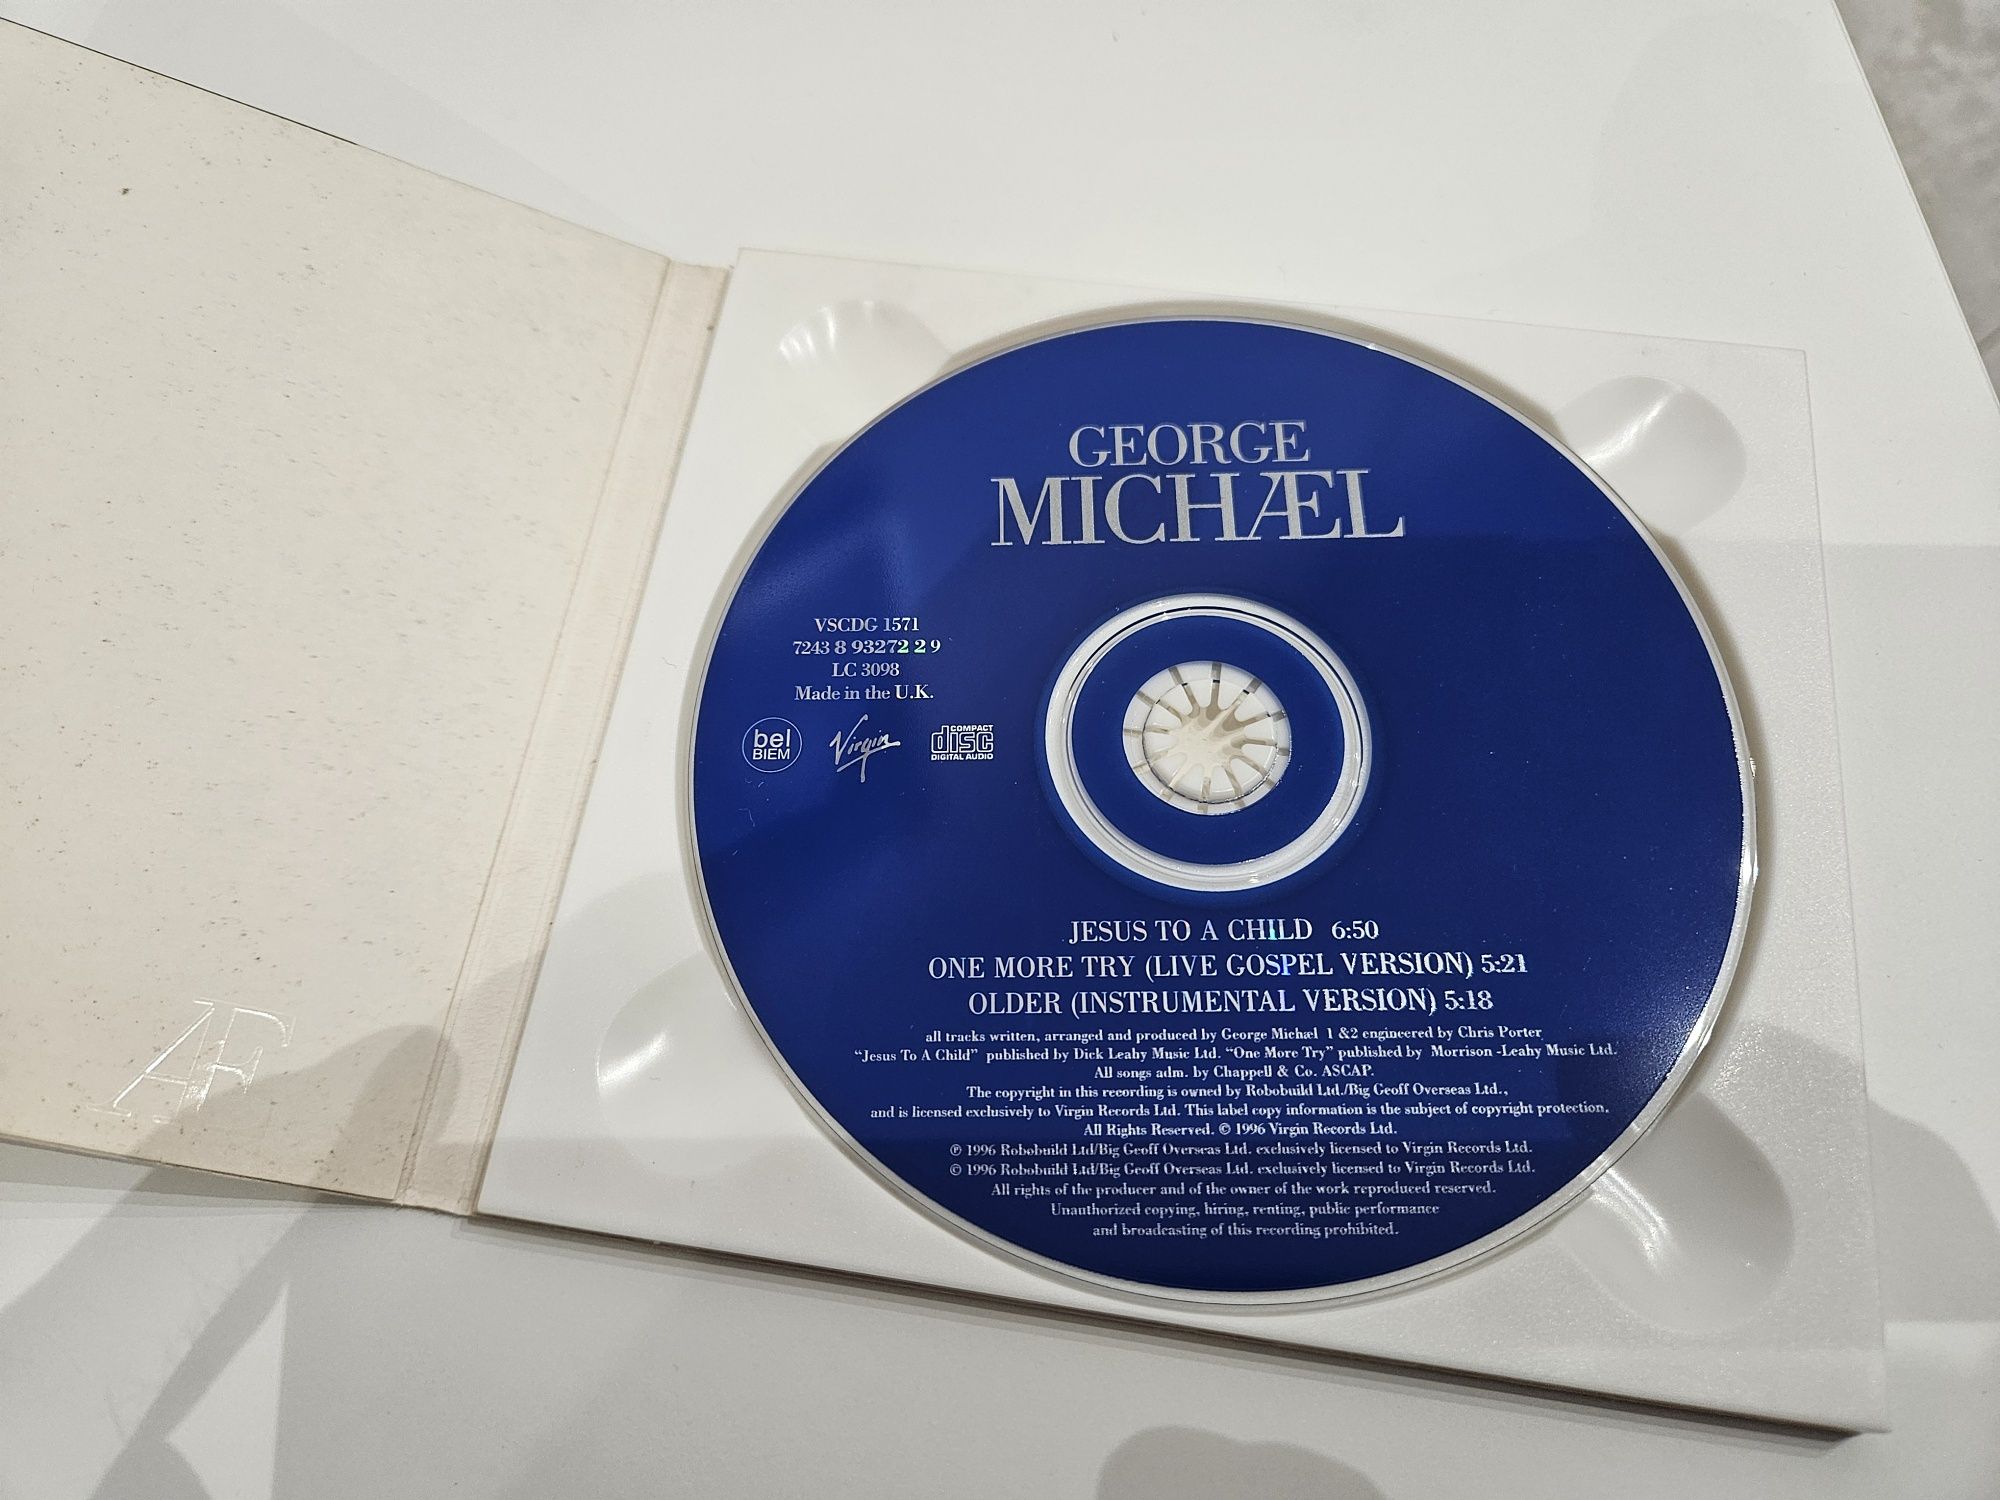 GEORGE
MICHÆL
VSCDG 1571
7243 8 93272 2 9
LC 3098
Made in the U.K.
bel
BIEM
Virgin
COMPACT
disc
DIGITAL AUDIO
JESUS TO A CHILD 6:50
ONE MORE TRY (LIVE GOSPEL VERSION) 5:21
OLDER (INSTRUMENTAL VERSION) 5:18
all tracks written, arranged and produced by George Michæl 1 &2 engineered by Chris Porter
“Jesus To A Child” published by Dick Leahy Music Ltd. “One More Try” published by Morrison -Leahy Music Ltd.
All songs adm. by Chappell & Co. ASCAP.
The copyright in this recording is owned by Robobuild Ltd./Big Geoff Overseas Ltd.,
and is licensed exclusively to Virgin Records Ltd. This label copy information is the subject of copyright protection.
All Rights Reserved. © 1996 Virgin Records Ltd.
℗ 1996 Robobuild Ltd/Big Geoff Overseas Ltd. exclusively licensed to Virgin Records Ltd.
© 1996 Robobuild Ltd/Big Geoff Overseas Ltd. exclusively licensed to Virgin Records Ltd.
All rights of the producer and of the owner of the work reproduced reserved.
Unauthorized copying, hiring, renting, public performance
and broadcasting of this recording prohibited.